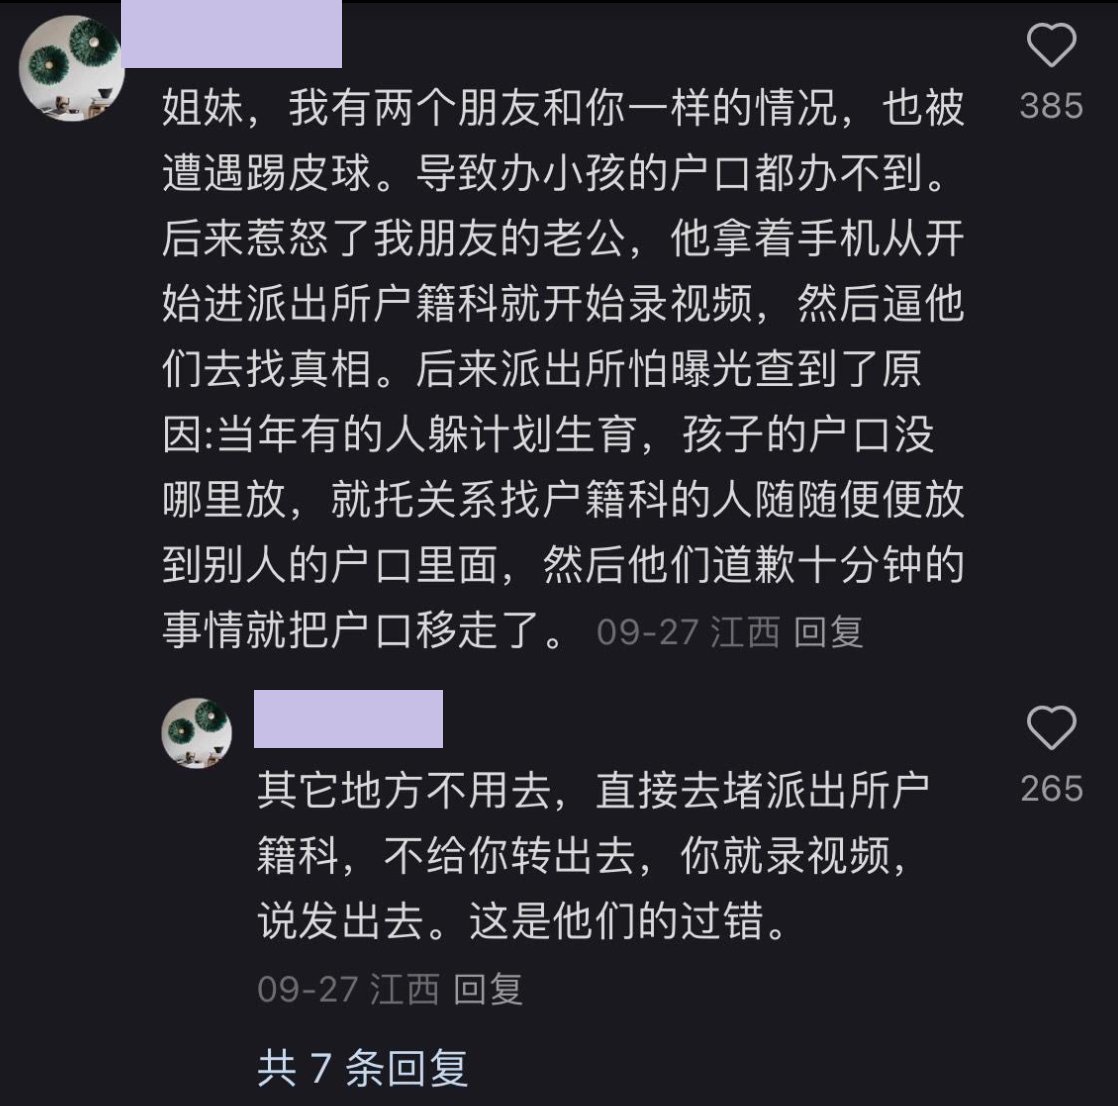 385
姐妹，我有两个朋友和你一样的情况，也被
遭遇踢皮球。导致办小孩的户口都办不到。
后来惹怒了我朋友的老公，他拿着手机从开
始进派出所户籍科就开始录视频，然后逼他
们去找真相。后来派出所怕曝光查到了原
因:当年有的人躲计划生育，孩子的户口没
哪里放，就托关系找户籍科的人随随便便放
到别人的户口里面，然后他们道歉十分钟的
事情就把户口移走了。 09-27 江西 回复
265
其它地方不用去，直接去堵派出所户
籍科，不给你转出去，你就录视频，
说发出去。这是他们的过错。
09-27 江西 回复
共 7 条回复